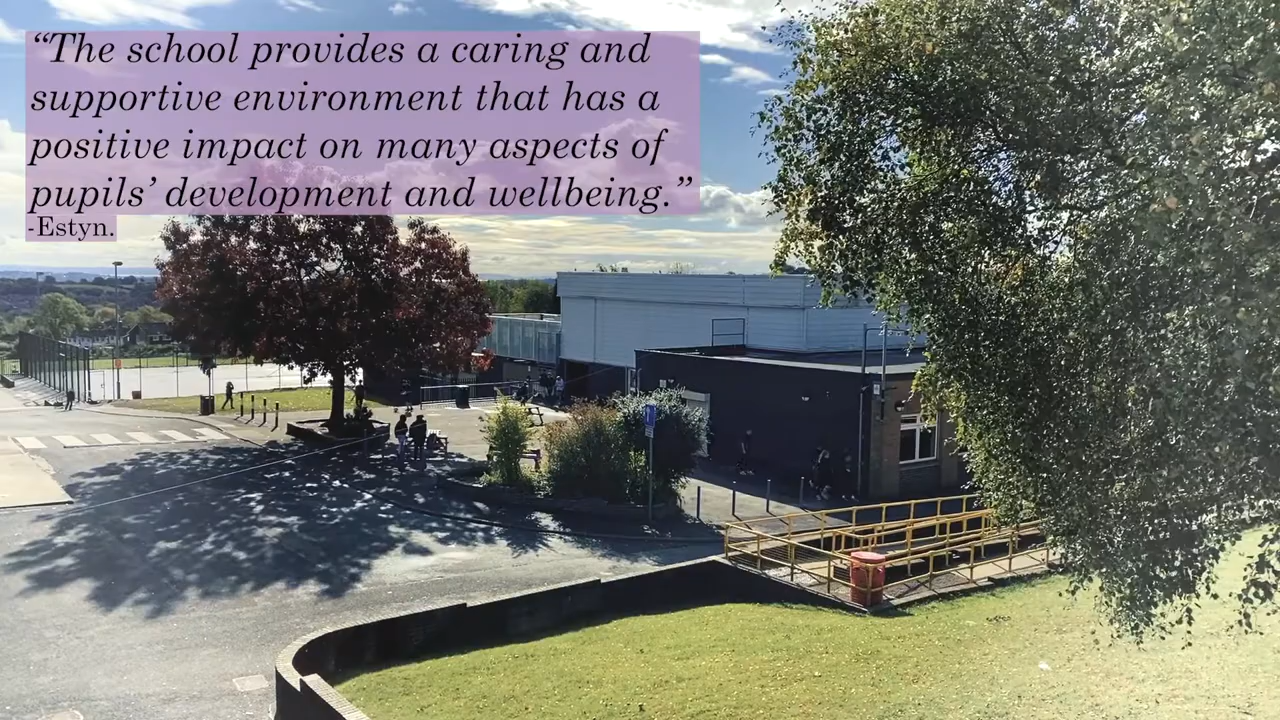 “The school provides a caring and
supportive environment that has a
positive impact on many aspects of
pupils’ development and wellbeing.”
-Estyn.